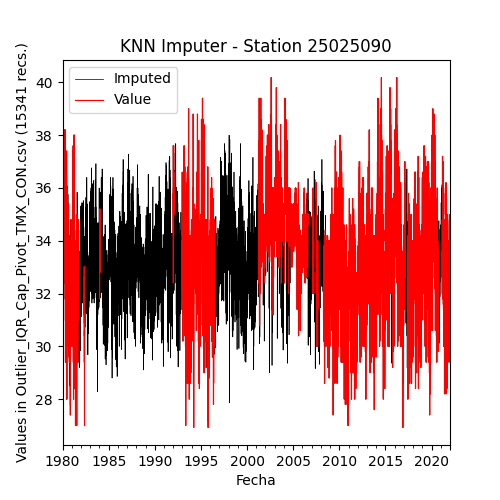 KNN Imputer - Station 25025090
Imputed
Value
Values in Outlier_IQR_Cap_Pivot_TMX_CON.csv (15341 recs.)
40
38
36
34
32
30
28
1980 1985 1990 1995 2000 2005 2010 2015 2020
Fecha